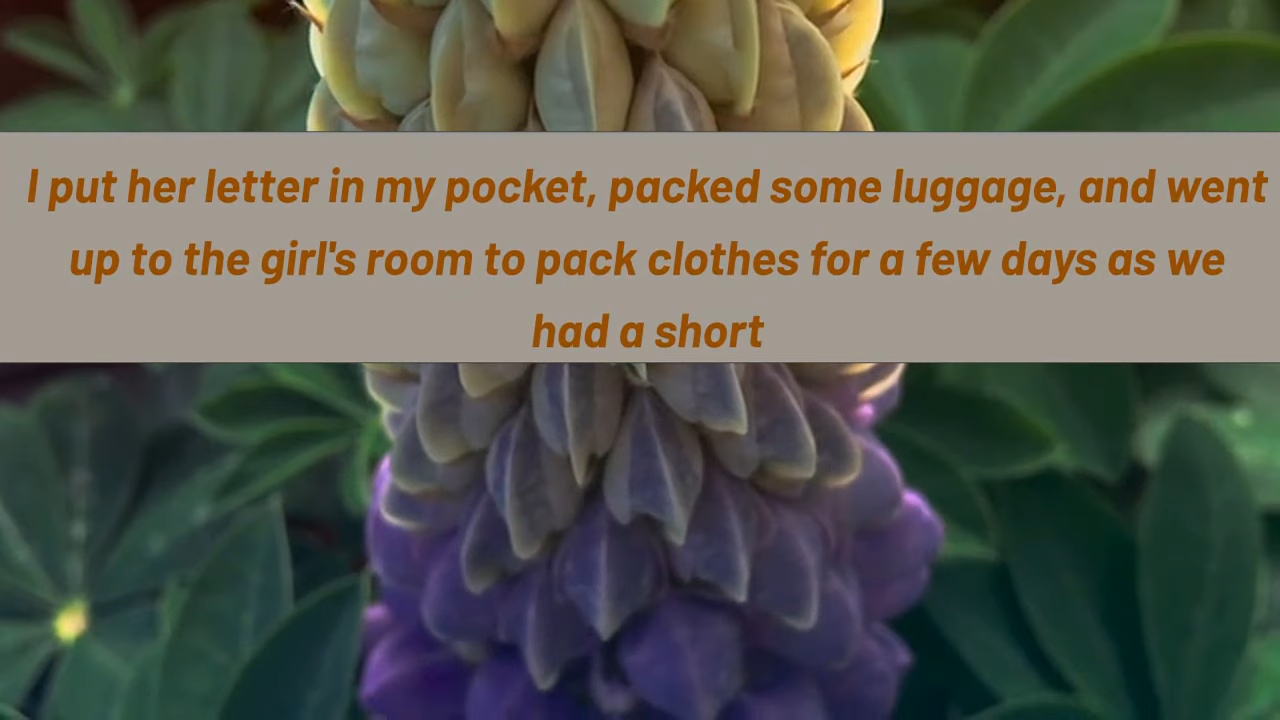 I put her letter in my pocket, packed some luggage, and went
up to the girl's room to pack clothes for a few days as we
had a short